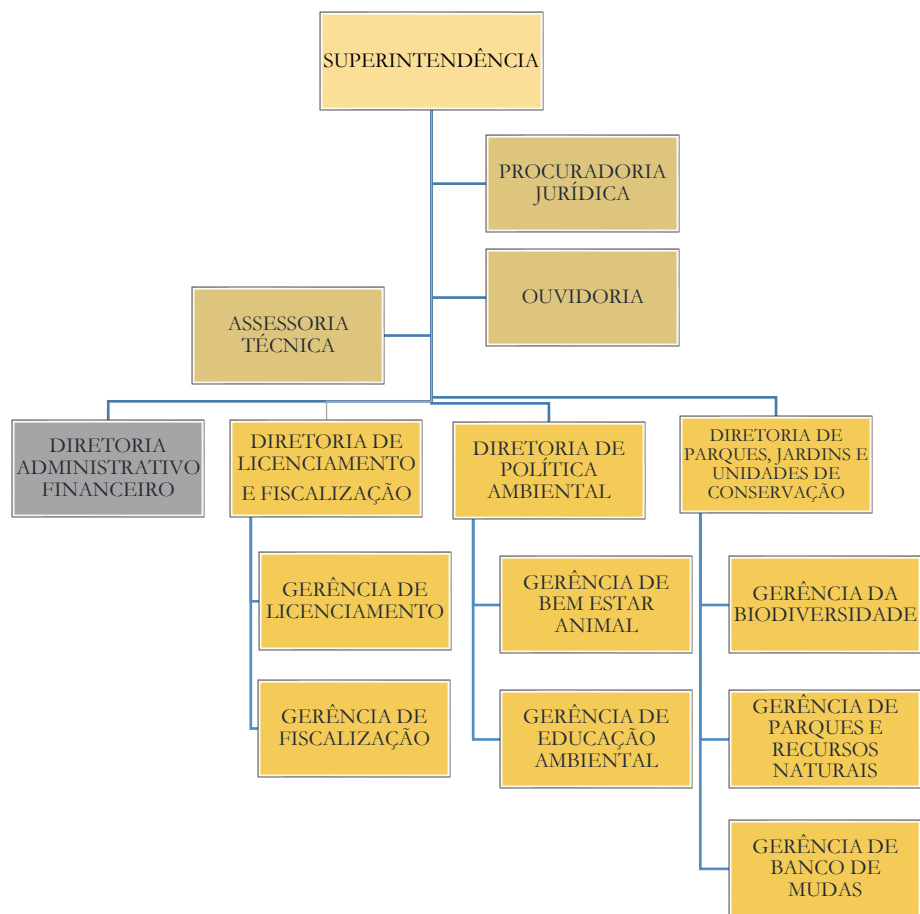 SUPERINTENDÊNCIA
PROCURADORIA
JURÍDICA
OUVIDORIA
ASSESSORIA
TÉCNICA
DIRETORIA
ADMINISTRATIVO
FINANCEIRO
DIRETORIA DE
LICENCIAMENTO
E FISCALIZAÇÃO
DIRETORIA DE
POLÍTICA
AMBIENTAL
DIRETORIA DE
PARQUES, JARDINS E
UNIDADES DE
CONSERVAÇÃO
GERÊNCIA DE
LICENCIAMENTO
GERÊNCIA DE
FISCALIZAÇÃO
GERÊNCIA DE
BEM ESTAR
ANIMAL
GERÊNCIA DE
EDUCAÇÃO
AMBIENTAL
GERÊNCIA DA
BIODIVERSIDADE
GERÊNCIA DE
PARQUES E
RECURSOS
NATURAIS
GERÊNCIA DE
BANCO DE
MUDAS